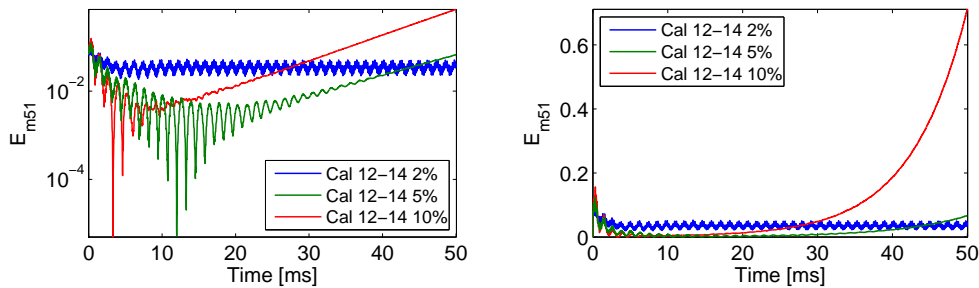 10^-2
10^-4
E_m51
0 10 20 30 40 50
Time [ms]
Cal 12-14 2%
Cal 12-14 5%
Cal 12-14 10%
0.6
0.4
0.2
0
E_m51
0 10 20 30 40 50
Time [ms]
Cal 12-14 2%
Cal 12-14 5%
Cal 12-14 10%